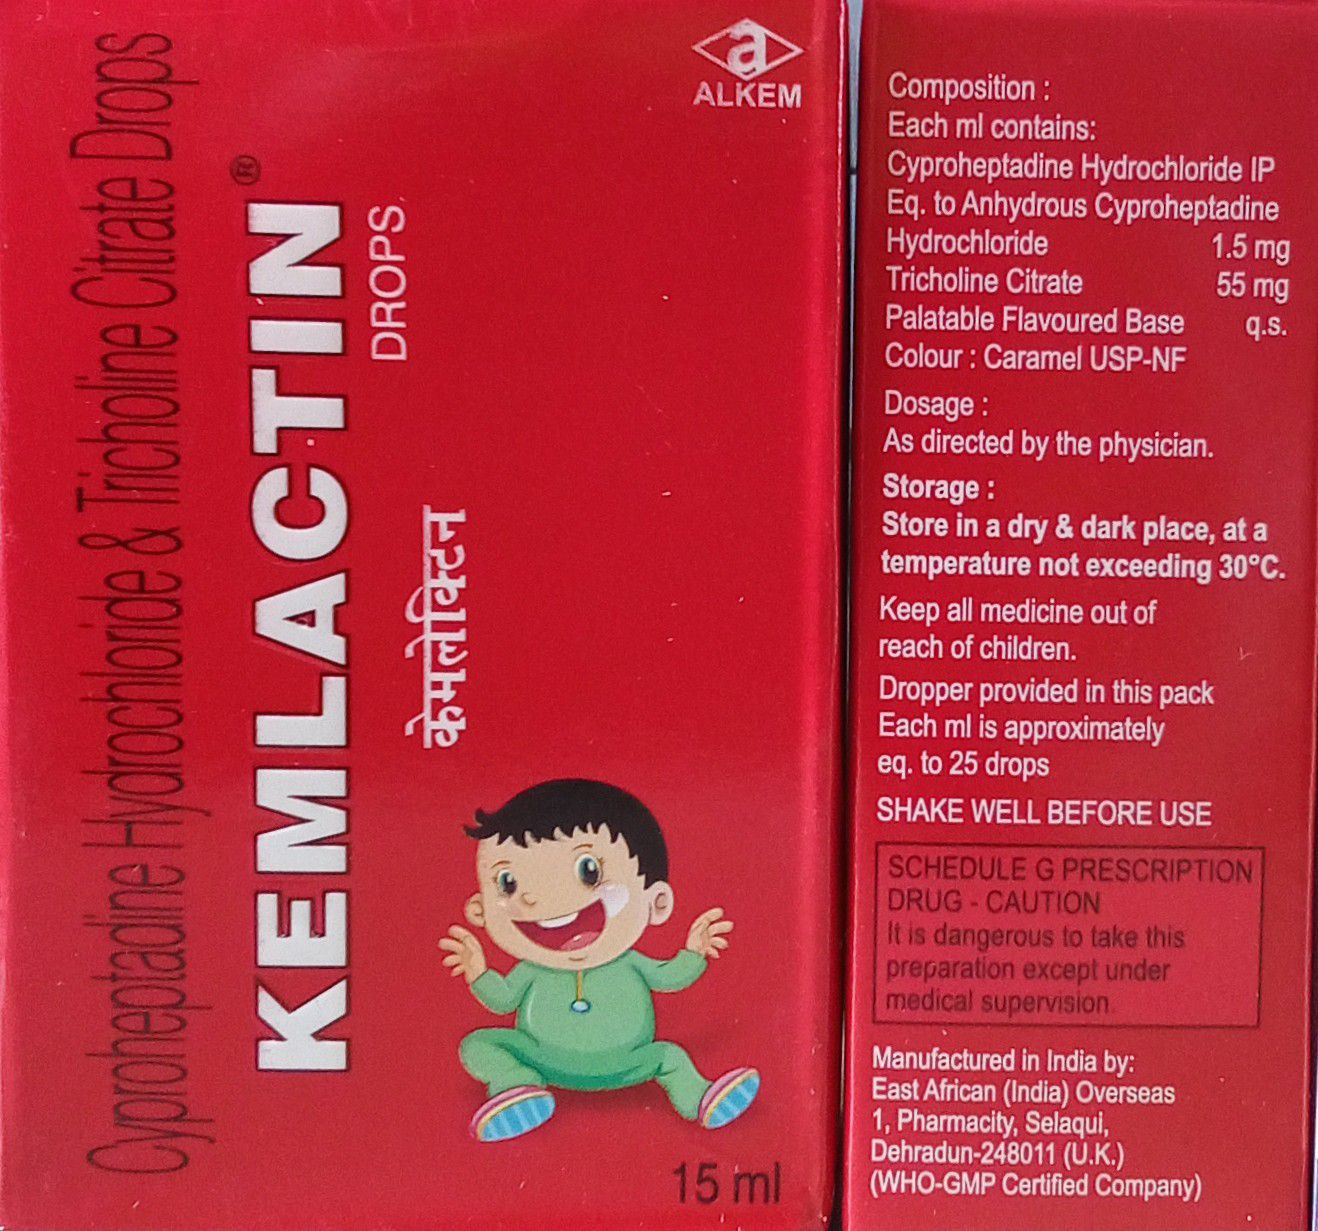 ALKEM
Cyproheptadine Hydrochloride & Tricholine Citrate Drops
KEMLACTIN®
DROPS
केमलेक्टिन
15 ml
Composition :
Each ml contains:
Cyproheptadine Hydrochloride IP
Eq. to Anhydrous Cyproheptadine
Hydrochloride 1.5 mg
Tricholine Citrate 55 mg
Palatable Flavoured Base q.s.
Colour : Caramel USP-NF
Dosage :
As directed by the physician.
Storage :
Store in a dry & dark place, at a
temperature not exceeding 30°C.
Keep all medicine out of
reach of children.
Dropper provided in this pack
Each ml is approximately
eq. to 25 drops
SHAKE WELL BEFORE USE
SCHEDULE G PRESCRIPTION
DRUG - CAUTION
It is dangerous to take this
preparation except under
medical supervision.
Manufactured in India by:
East African (India) Overseas
1, Pharmacity, Selaqui,
Dehradun-248011 (U.K.)
(WHO-GMP Certified Company)